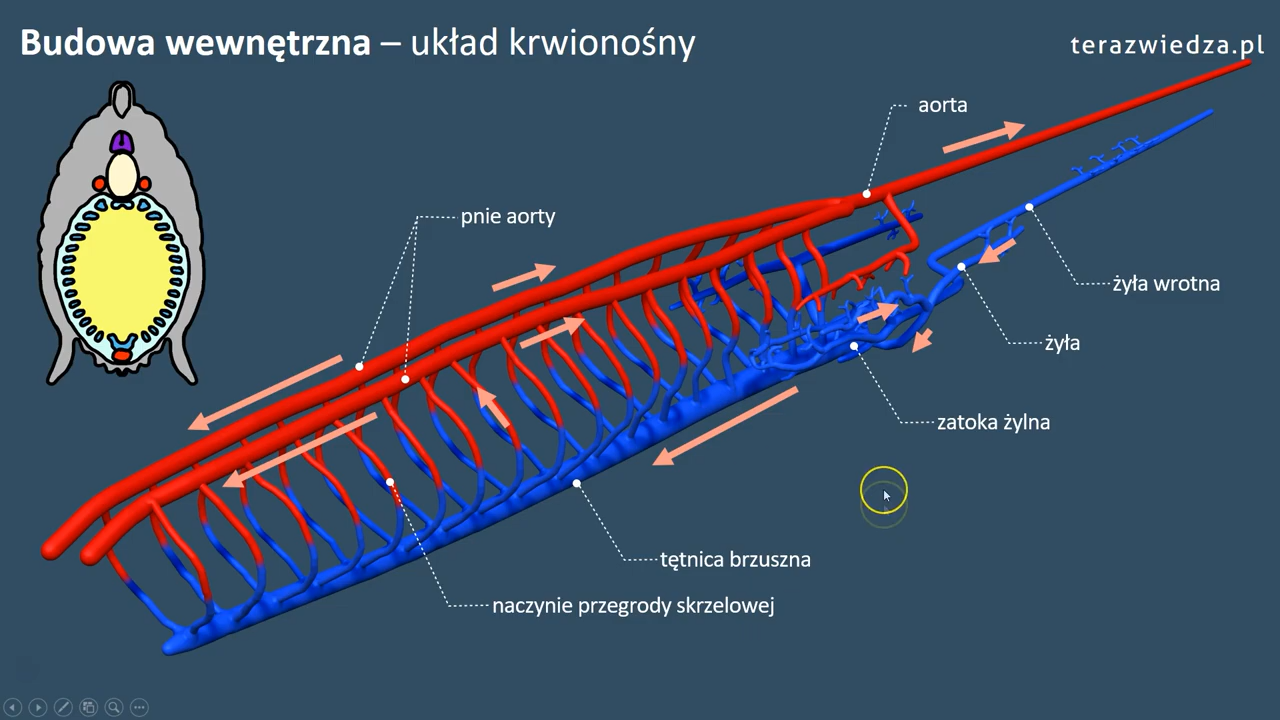 Budowa wewnętrzna – układ krwionośny
terazwiedza.pl
aorta
pnie aorty
żyła wrotna
żyła
zatoka żylna
tętnica brzuszna
naczynie przegrody skrzelowej